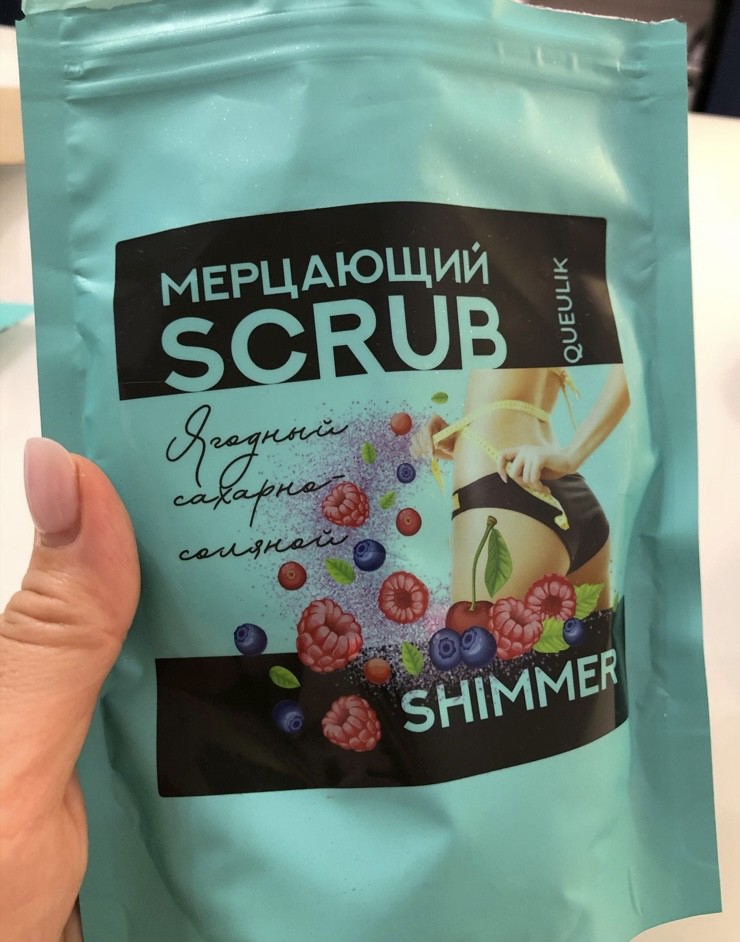 МЕРЦАЮЩИЙ
SCRUB
QUEULIK
Ягодный
сахарно-
соляной
SHIMMER